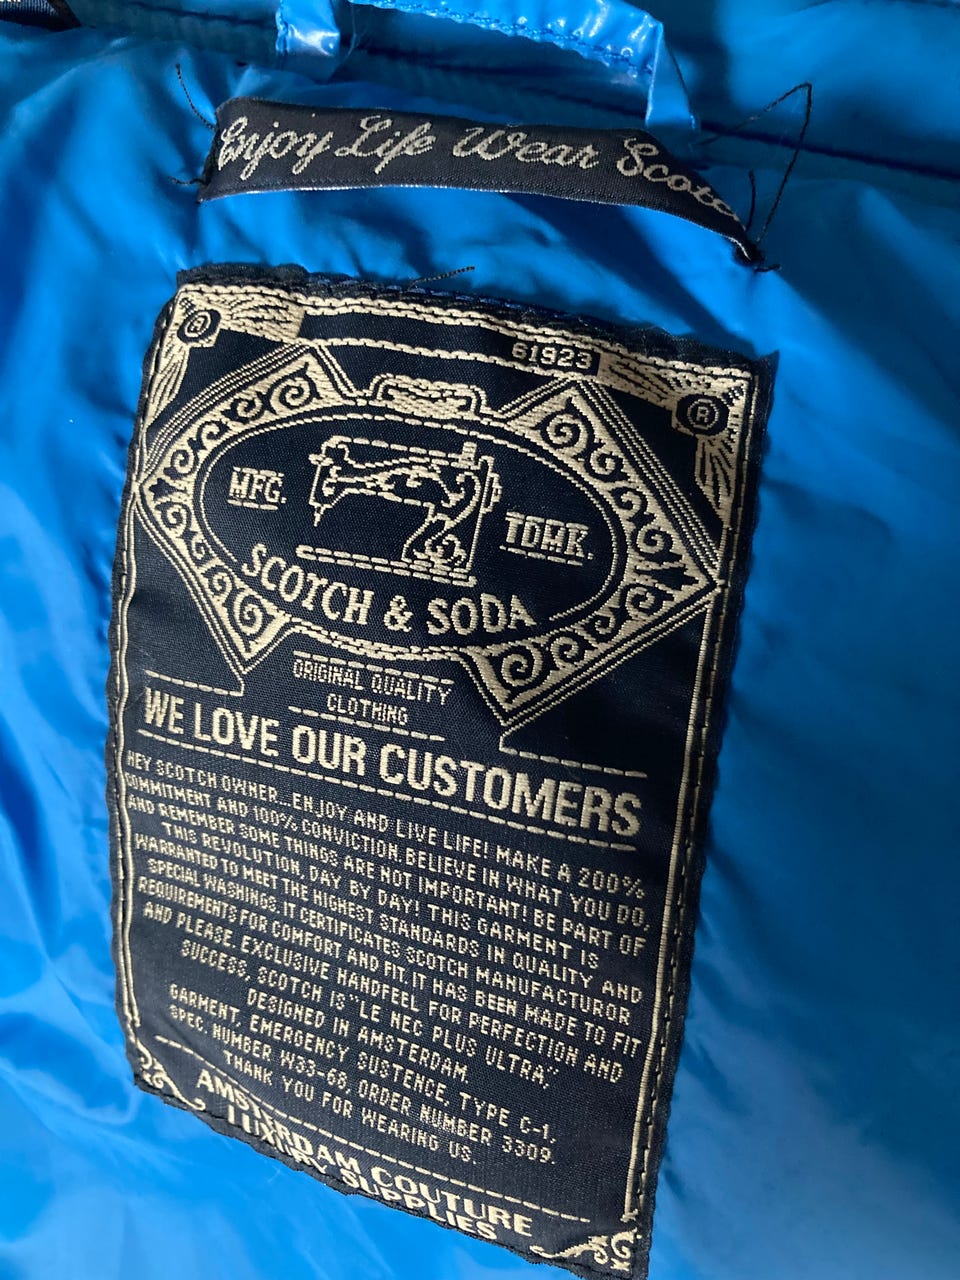 Enjoy Life Wear Scotch
61923
®
®
MFG.
TDMK.
SCOTCH & SODA
ORIGINAL QUALITY
CLOTHING
WE LOVE OUR CUSTOMERS
HEY SCOTCH OWNER...ENJOY AND LIVE LIFE! MAKE A 200%
COMMITMENT AND 100% CONVICTION. BELIEVE IN WHAT YOU DO,
AND REMEMBER SOME THINGS ARE NOT IMPORTANT! BE PART OF
THIS REVOLUTION, DAY BY DAY! THIS GARMENT IS
WARRANTED TO MEET THE HIGHEST STANDARDS IN QUALITY AND
SPECIAL WASHINGS. IT CERTIFICATES SCOTCH MANUFACTUROR
REQUIREMENTS FOR COMFORT AND FIT. IT HAS BEEN MADE TO FIT
AND PLEASE. EXCLUSIVE HANDFEEL FOR PERFECTION AND
SUCCESS, SCOTCH IS "LE NEC PLUS ULTRA,"
DESIGNED IN AMSTERDAM.
GARMENT, EMERGENCY SUSTENCE, TYPE C-1.
SPEC. NUMBER W33-68, ORDER NUMBER 3309.
THANK YOU FOR WEARING US.
AMSTERDAM COUTURE
LUXURY SUPPLIES